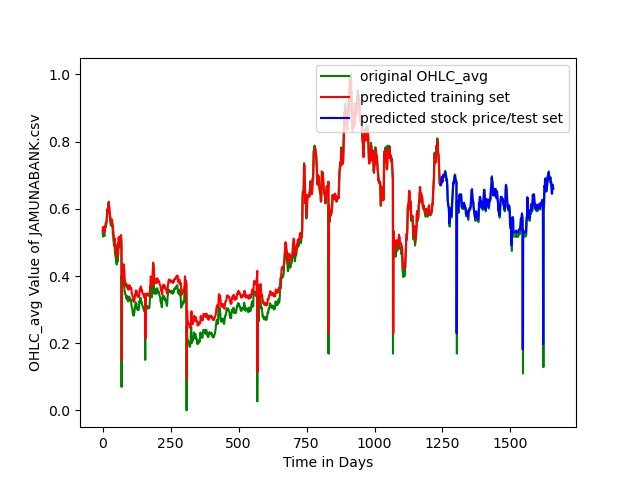 original OHLC_avg
predicted training set
predicted stock price/test set
OHLC_avg Value of JAMUNABANK.csv
1.0
0.8
0.6
0.4
0.2
0.0
0
250
500
750
1000
1250
1500
Time in Days